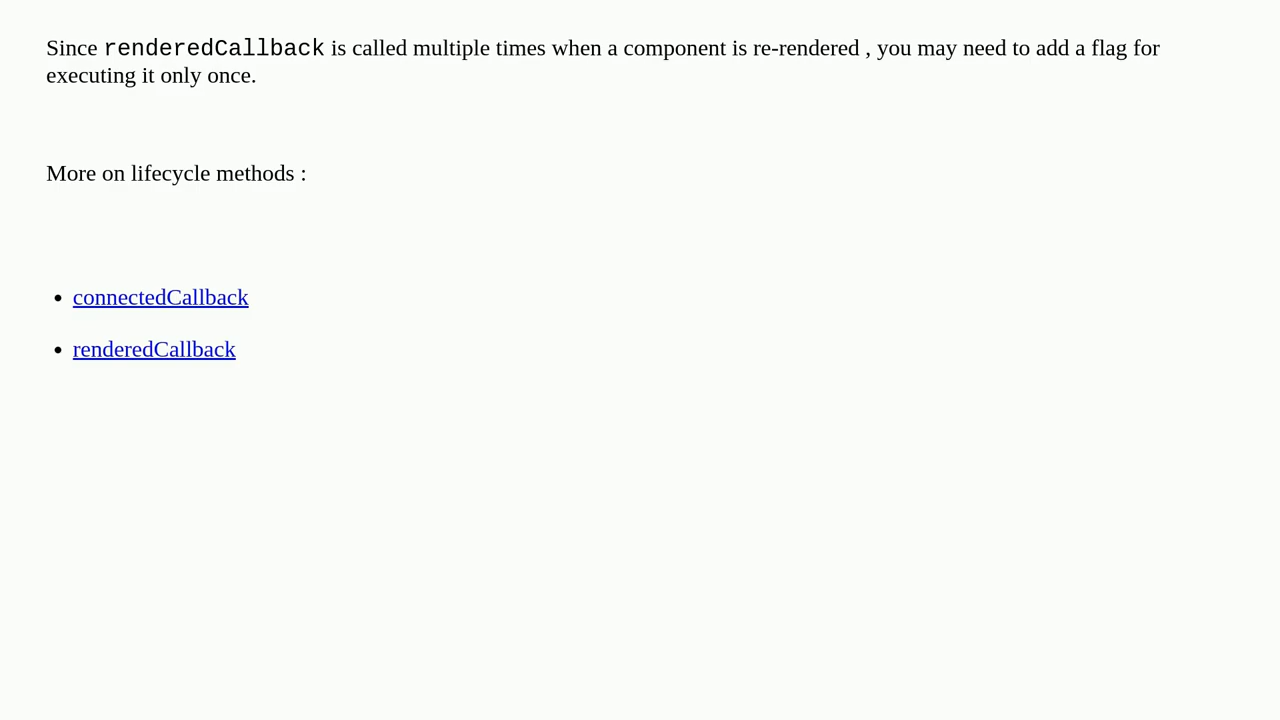 Since renderedCallback is called multiple times when a component is re-rendered , you may need to add a flag for
executing it only once.
More on lifecycle methods :
• connectedCallback
• renderedCallback